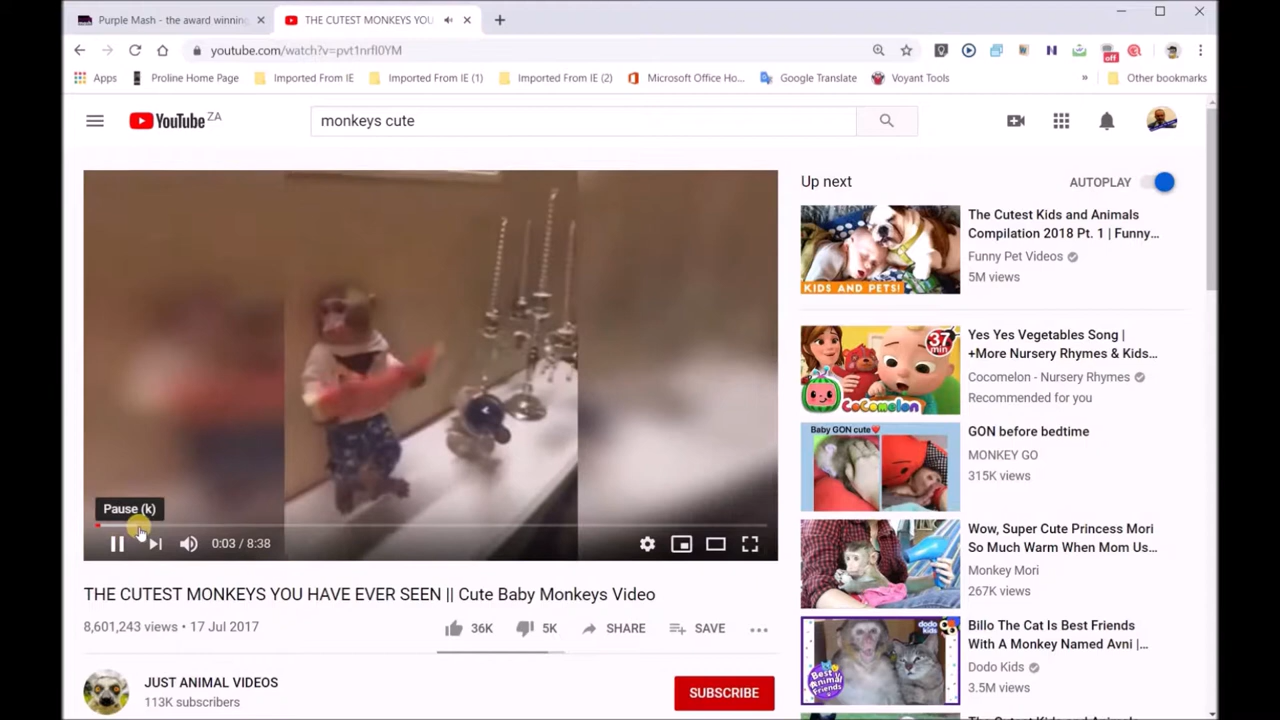 Purple Mash - the award winning
THE CUTEST MONKEYS YOU
youtube.com/watch?v=pvt1nrfl0YM
off
Apps
Proline Home Page
Imported From IE
Imported From IE (1)
Imported From IE (2)
Microsoft Office Ho...
Google Translate
Voyant Tools
»
Other bookmarks
YouTube ZA
monkeys cute
Up next
AUTOPLAY
KIDS AND PETS!
The Cutest Kids and Animals
Compilation 2018 Pt. 1 | Funny...
Funny Pet Videos
5M views
37
min
CoComelon
Yes Yes Vegetables Song |
+More Nursery Rhymes & Kids...
Cocomelon - Nursery Rhymes
Recommended for you
Baby GON cute
GON before bedtime
MONKEY GO
315K views
Wow, Super Cute Princess Mori
So Much Warm When Mom Us...
Monkey Mori
267K views
dodo
kids
Best
Animal
Friends
Billo The Cat Is Best Friends
With A Monkey Named Avni |...
Dodo Kids
3.5M views
Pause (k)
0:03 / 8:38
THE CUTEST MONKEYS YOU HAVE EVER SEEN || Cute Baby Monkeys Video
8,601,243 views • 17 Jul 2017
36K
5K
SHARE
SAVE
JUST ANIMAL VIDEOS
113K subscribers
SUBSCRIBE